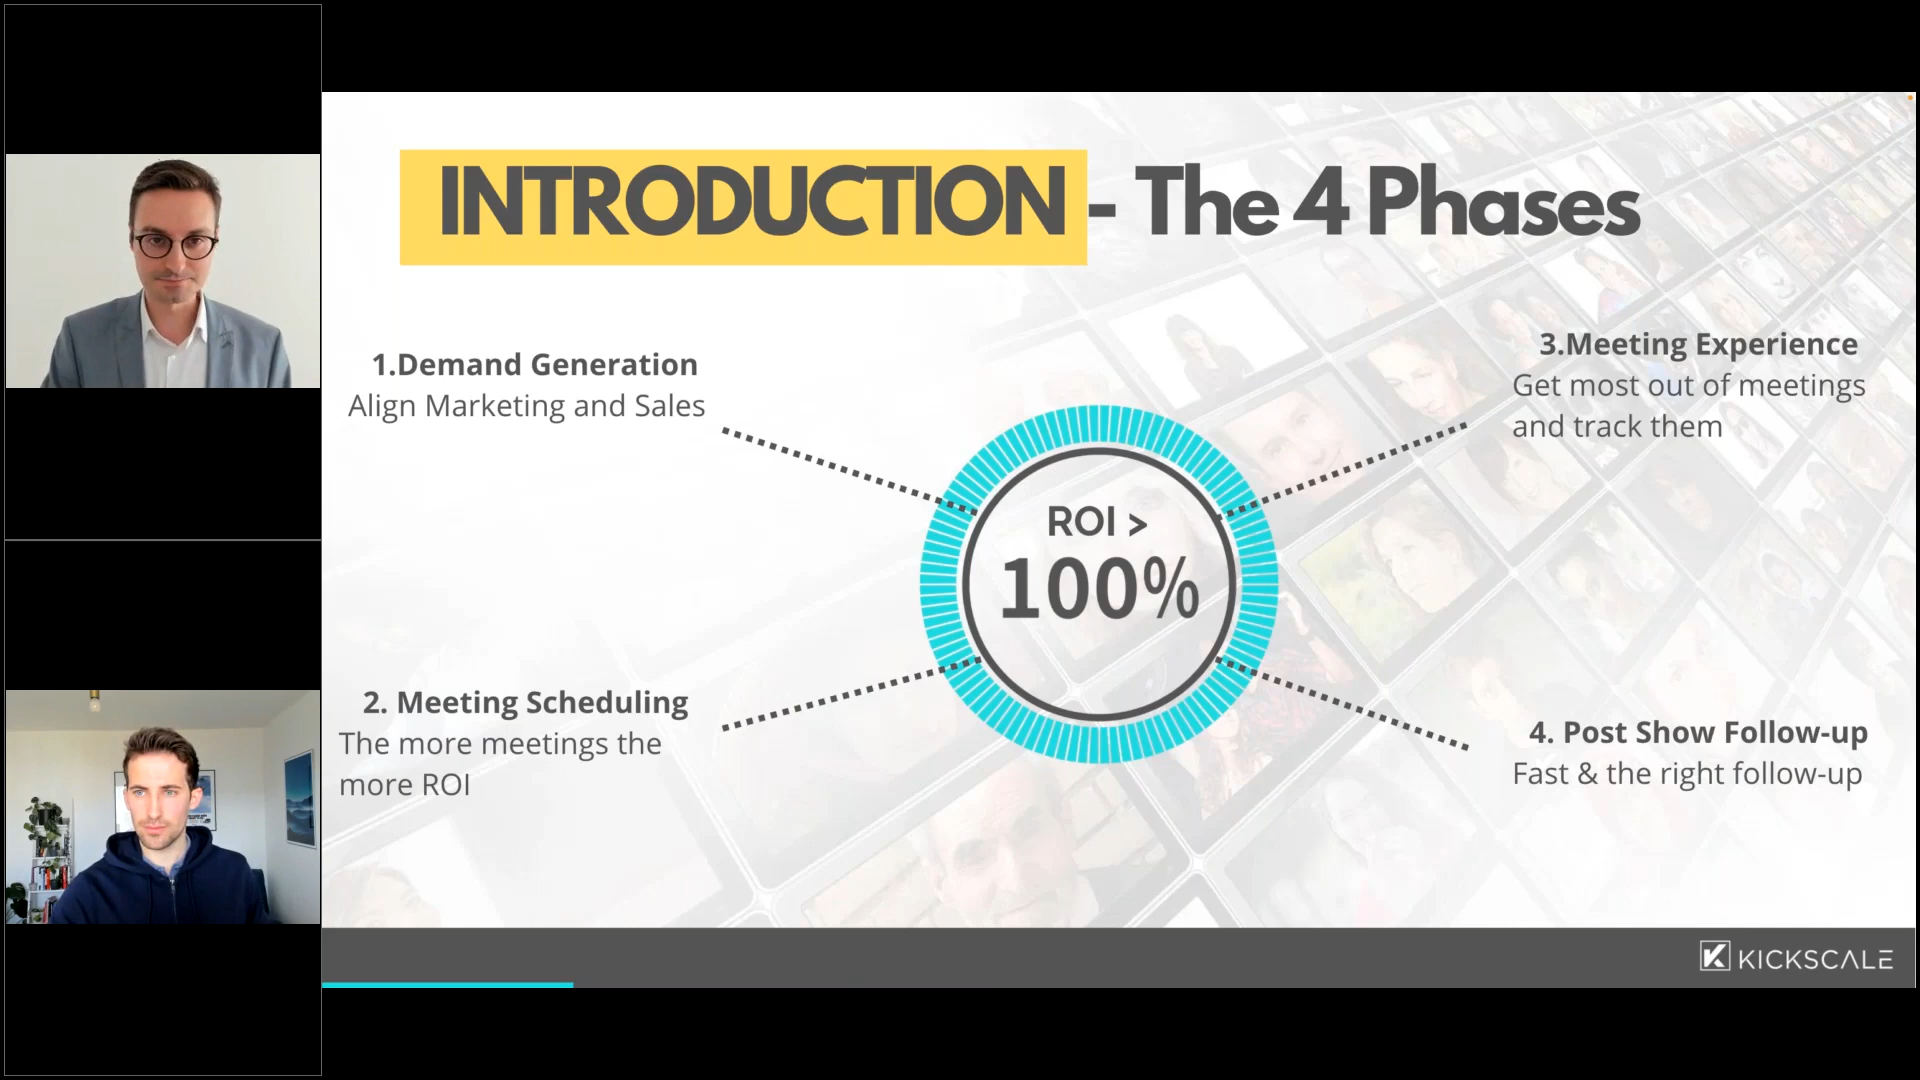 INTRODUCTION - The 4 Phases
1.Demand Generation
Align Marketing and Sales
2. Meeting Scheduling
The more meetings the
more ROI
ROI >
100%
3.Meeting Experience
Get most out of meetings
and track them
4. Post Show Follow-up
Fast & the right follow-up
KICKSCALE